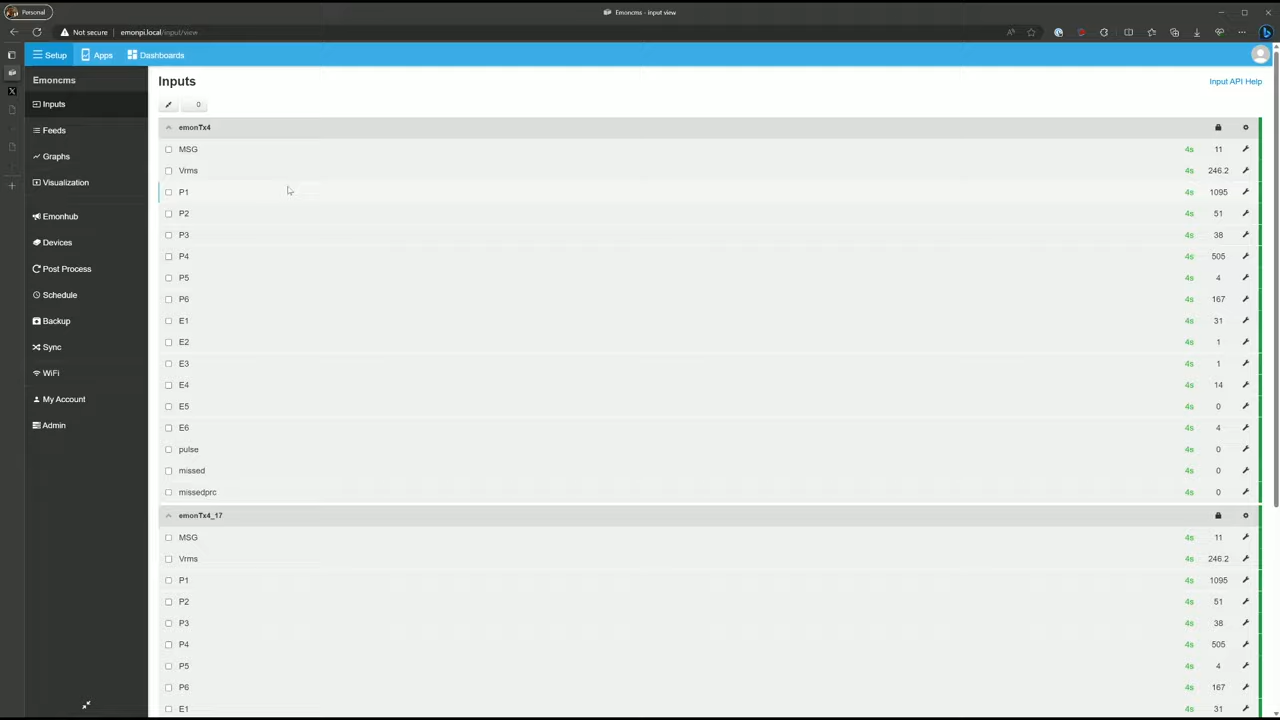 Personal
Emoncms - input view
Not secure
emonpi.local/input/view
Setup
Apps
Dashboards
Emoncms
Inputs
Feeds
Graphs
Visualization
Emonhub
Devices
Post Process
Schedule
Backup
Sync
WiFi
My Account
Admin
Inputs
Input API Help
0
emonTx4
MSG 4s 11
Vrms 4s 246.2
P1 4s 1095
P2 4s 51
P3 4s 38
P4 4s 505
P5 4s 4
P6 4s 167
E1 4s 31
E2 4s 1
E3 4s 1
E4 4s 14
E5 4s 0
E6 4s 4
pulse 4s 0
missed 4s 0
missedprc 4s 0
emonTx4_17
MSG 4s 11
Vrms 4s 246.2
P1 4s 1095
P2 4s 51
P3 4s 38
P4 4s 505
P5 4s 4
P6 4s 167
E1 4s 31